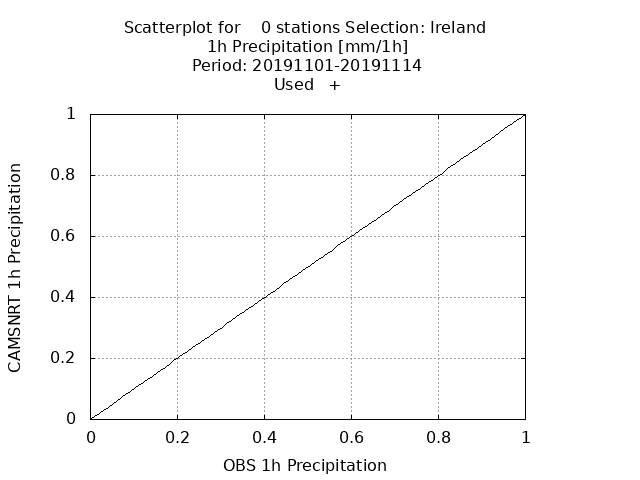 Scatterplot for 0 stations Selection: Ireland
1h Precipitation [mm/1h]
Period: 20191101-20191114
Used +
1
0.8
0.6
0.4
0.2
0
0 0.2 0.4 0.6 0.8 1
CAMSNRT 1h Precipitation
OBS 1h Precipitation